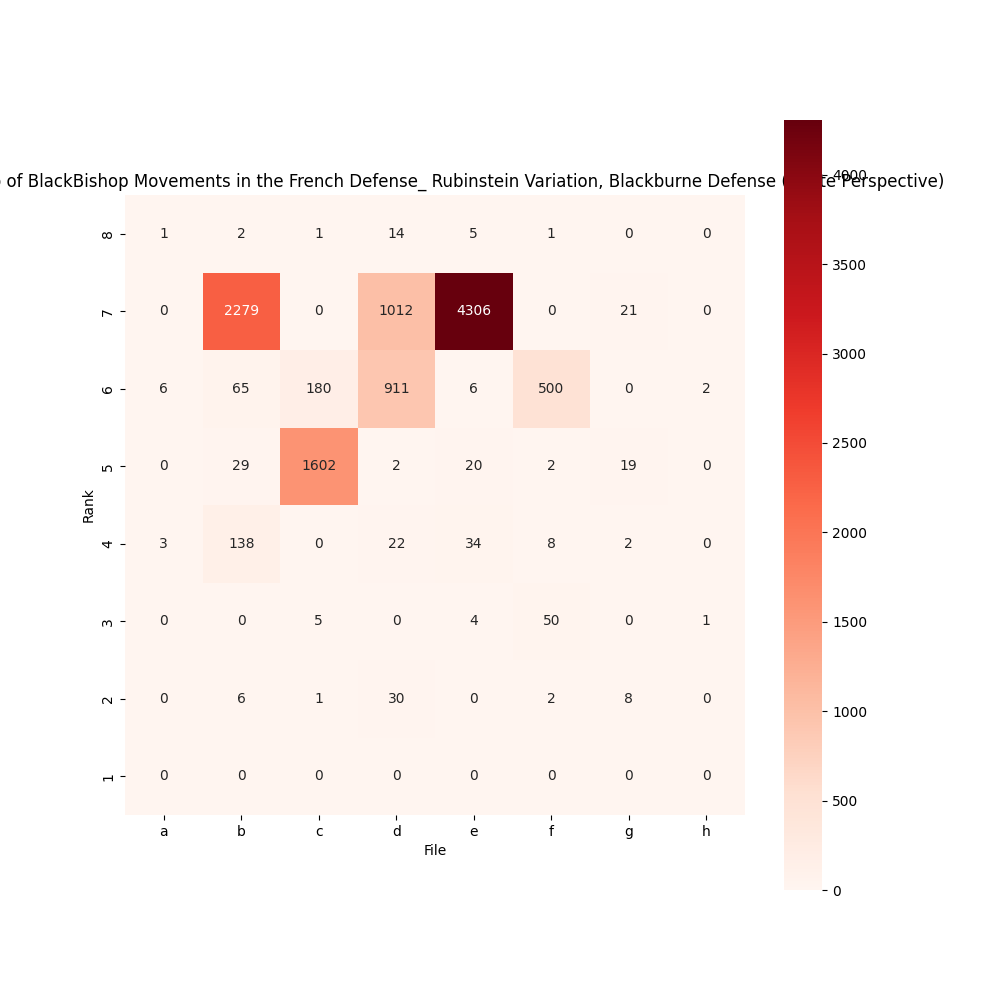 of BlackBishop Movements in the French Defense_ Rubinstein Variation, Blackburne Defense ( Perspective)
4000
8 1 2 1 14 5 1 0 0
3500
7 0 2279 0 1012 4306 0 21 0
3000
6 6 65 180 911 6 500 0 2
2500
5 0 29 1602 2 20 2 19 0
Rank
2000
4 3 138 0 22 34 8 2 0
1500
3 0 0 5 0 4 50 0 1
1000
2 0 6 1 30 0 2 8 0
500
1 0 0 0 0 0 0 0 0
a b c d e f g h
File
0